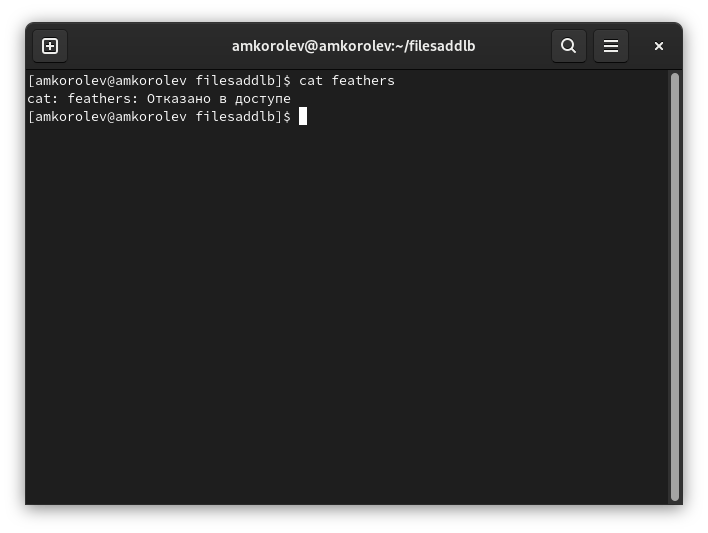 amkorolev@amkorolev:~/filesaddlb
[amkorolev@amkorolev filesaddlb]$ cat feathers
cat: feathers: Отказано в доступе
[amkorolev@amkorolev filesaddlb]$